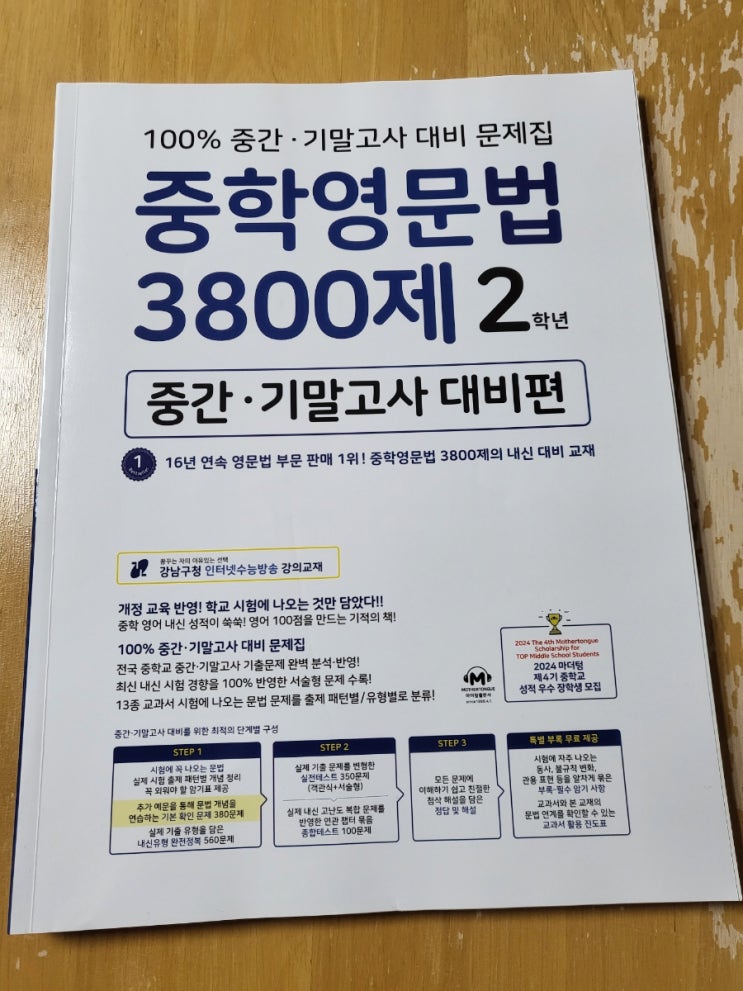 100% 중간·기말고사 대비 문제집
중학영문법
3800제 2학년
중간·기말고사 대비편
1
16년 연속 영문법 부문 판매 1위! 중학영문법 3800제의 내신 대비 교재
꿈꾸는 자의 이유있는 선택
강남구청 인터넷수능방송 강의교재
개정 교육 반영! 학교 시험에 나오는 것만 담았다!!
중학 영어 내신 성적이 쑥쑥! 영어 100점을 만드는 기적의 책!
100% 중간·기말고사 대비 문제집
전국 중학교 중간·기말고사 기출문제 완벽 분석·반영!
최신 내신 시험 경향을 100% 반영한 서술형 문제 수록!
13종 교과서 시험에 나오는 문법 문제를 출제 패턴별/유형별로 분류!
MOTHERTONGUE
마더텅출판사
since1999.4.1
2024 The 4th Mothertongue
Scholarship for
TOP Middle School Students
2024 마더텅
제4기 중학교
성적 우수 장학생 모집
중간·기말고사 대비를 위한 최적의 단계별 구성
STEP 1
시험에 꼭 나오는 문법
실제 시험 출제 패턴별 개념 정리
꼭 외워야 할 암기표 제공
추가 예문을 통해 문법 개념을
연습하는 기본 확인 문제 380문제
실제 기출 유형을 담은
내신유형 완전정복 560문제
STEP 2
실제 기출 문제를 변형한
실전테스트 350문제
(객관식+서술형)
실제 내신 고난도 복합 문제를
반영한 연관 챕터 묶음
종합테스트 100문제
STEP 3
모든 문제에
이해하기 쉽고 친절한
첨삭 해설을 담은
정답 및 해설
특별 부록 무료 제공
시험에 자주 나오는
동사, 불규칙 변화,
관용 표현 등을 알차게 묶은
부록-필수 암기 사항
교과서와 본 교재의
문법 연계를 확인할 수 있는
교과서 활용 진도표